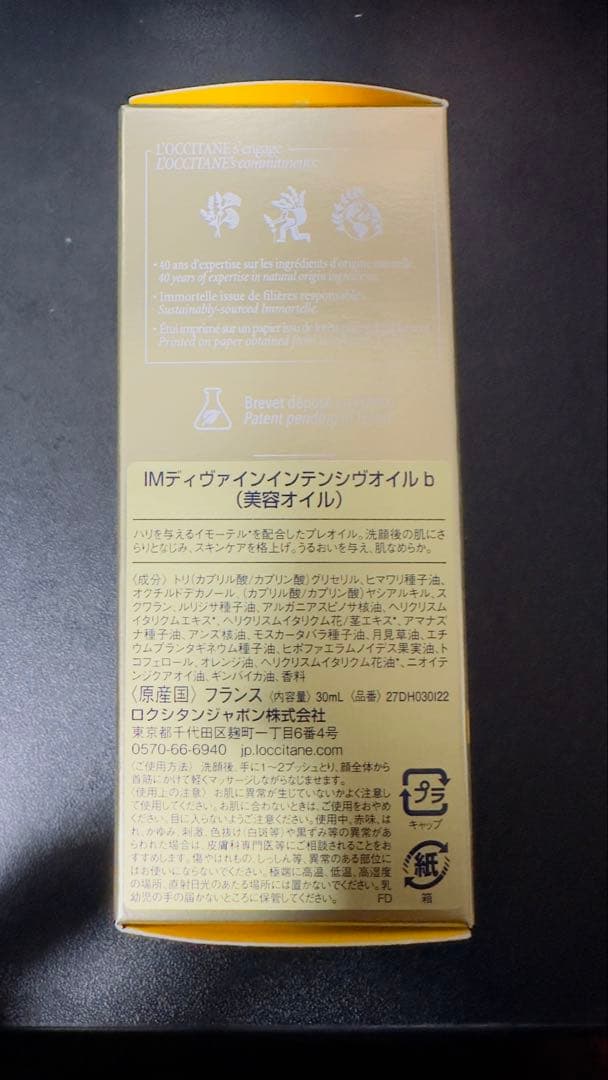 L'OCCITANE s'engage
L'OCCITANE's commitments
• 40 ans d'expertise sur les ingrédients d'origine naturelle
40 years of expertise in natural origin ingredients
• Immortelle issue de filières responsables
Sustainably-sourced Immortelle
• Étui imprimé sur un papier issu de
Printed on paper obtained from
Brevet déposé
Patent pending in
IMディヴァインインテンシヴオイル b
（美容オイル）
ハリを与えるイモーテル*を配合したプレオイル。洗顔後の肌にさ
らりとなじみ、スキンケアを格上げ。うるおいを与え、肌なめらか。
〈成分〉トリ（カプリル酸/カプリン酸）グリセリル、ヒマワリ種子油、
オクチルドデカノール、（カプリル酸/カプリン酸）ヤシアルキル、ス
クワラン、ルリジサ種子油、アルガニアスピノサ核油、ヘリクリスム
イタリクムエキス*、ヘリクリスムイタリクム花/茎エキス*、アマナズ
ナ種子油、アンズ核油、モスカータバラ種子油、月見草油、エチ
ウムプランタギネウム種子油、ヒポファエラムノイデス果実油、ト
コフェロール、オレンジ油、ヘリクリスムイタリクム花油*、ニオイテ
ンジクアオイ油、ギンバイカ油、香料
〈原産国〉フランス〈内容量〉30mL〈品番〉27DH030I22
ロクシタンジャポン株式会社
東京都千代田区麹町一丁目6番4号
0570-66-6940 jp.loccitane.com
〈ご使用方法〉洗顔後、手に1～2プッシュとり、顔全体から
首筋にかけて軽くマッサージしながらなじませます。
〈使用上の注意〉お肌に異常が生じていないかよく注意し
て使用してください。お肌に合わないときは、ご使用をおやめ
ください。目に入らないようご注意ください。使用中、赤味、は
れ、かゆみ、刺激、色抜け（白斑等）や黒ずみ等の異常があ
らわれた場合は、皮膚科専門医等にご相談されることをお
すすめします。傷やはれもの、しっしん等、異常のある部位に
はお使いにならないでください。極端に高温、低温、高湿度
の場所、直射日光のあたる場所には置かないでください。乳
幼児の手の届かないところに保管してください。 FD
プラ
キャップ
紙
箱